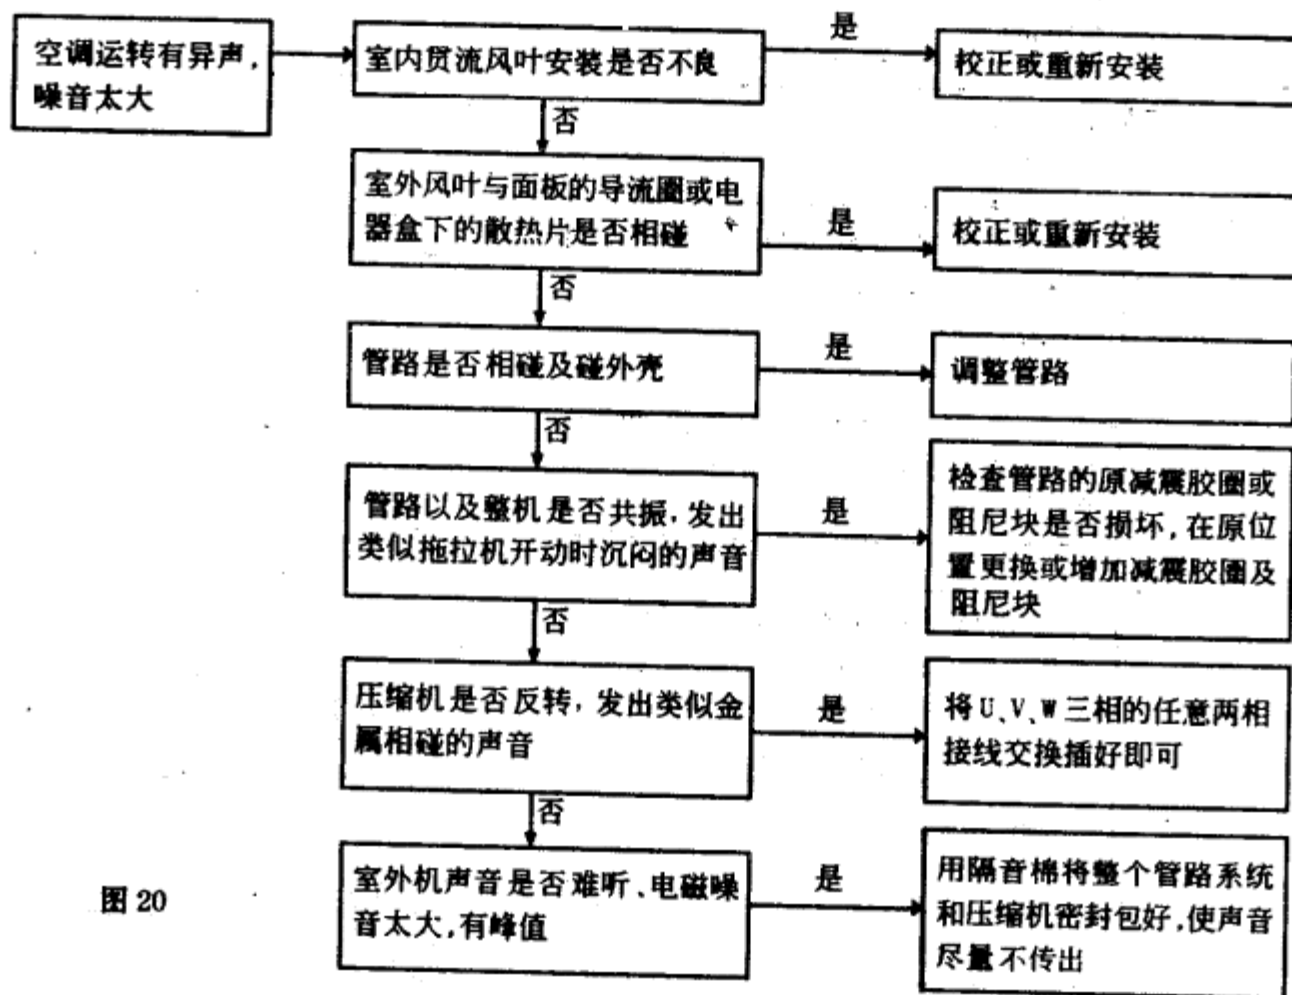 空调运转有异声，
噪音太大
室内贯流风叶安装是否不良
是
校正或重新安装
否
室外风叶与面板的导流圈或电
器盒下的散热片是否相碰
是
校正或重新安装
否
管路是否相碰及碰外壳
是
调整管路
否
管路以及整机是否共振，发出
类似拖拉机开动时沉闷的声音
是
检查管路的原减震胶圈或
阻尼块是否损坏，在原位
置更换或增加减震胶圈及
阻尼块
否
压缩机是否反转，发出类似金
属相碰的声音
是
将U、V、W三相的任意两相
接线交换插好即可
否
室外机声音是否难听、电磁噪
音太大，有峰值
是
用隔音棉将整个管路系统
和压缩机密封包好，使声音
尽量不传出
图20